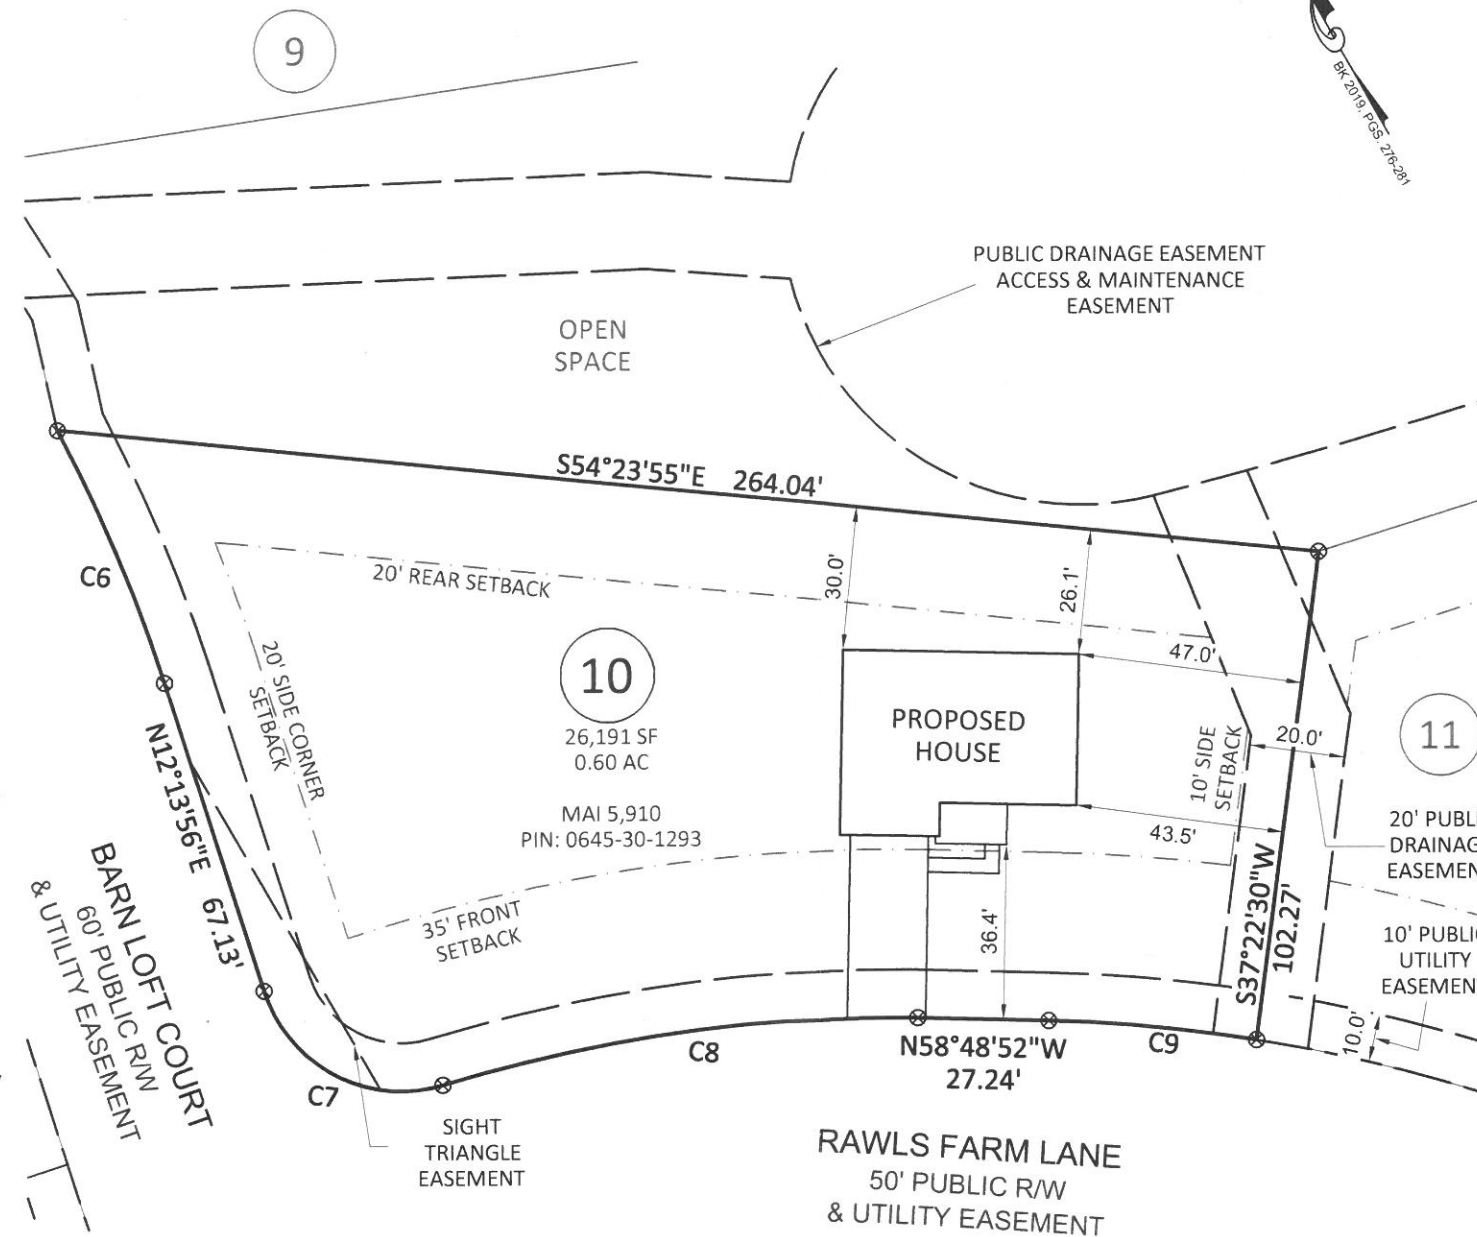 9
BK 2019, PGS. 276-281
PUBLIC DRAINAGE EASEMENT
ACCESS & MAINTENANCE
EASEMENT
OPEN
SPACE
S54°23'55"E 264.04'
C6
20' REAR SETBACK
30.0'
26.1'
47.0'
10
26,191 SF
0.60 AC
MAI 5,910
PIN: 0645-30-1293
20' SIDE CORNER
SETBACK
PROPOSED
HOUSE
10' SIDE
SETBACK
20.0'
11
N12°13'56"E 67.13'
43.5'
20' PUBLI
DRAINAG
EASEMEN
35' FRONT
SETBACK
36.4'
S37°22'30"W
102.27'
10' PUBLIC
UTILITY
EASEMENT
10.0'
BARN LOFT COURT
60' PUBLIC R/W
& UTILITY EASEMENT
C7
C8
N58°48'52"W
27.24'
C9
SIGHT
TRIANGLE
EASEMENT
RAWLS FARM LANE
50' PUBLIC R/W
& UTILITY EASEMENT